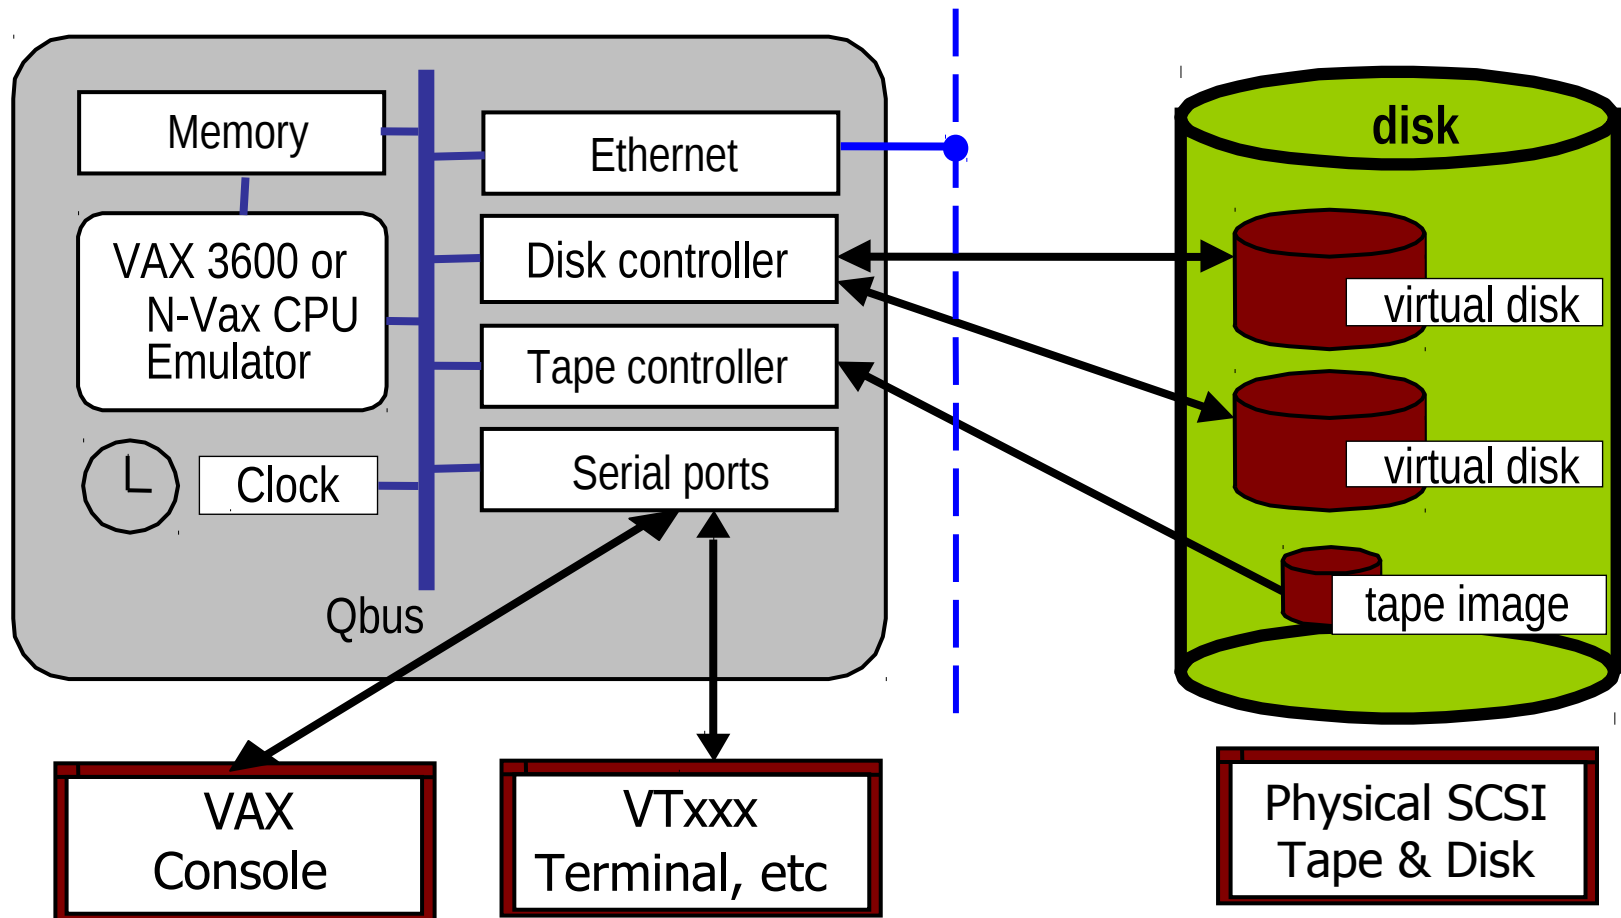 Memory
Ethernet
disk
VAX 3600 or
N-Vax CPU
Emulator
Disk controller
virtual disk
Tape controller
virtual disk
Clock
Serial ports
Qbus
tape image
VAX
Console
VTxxx
Terminal, etc
Physical SCSI
Tape & Disk